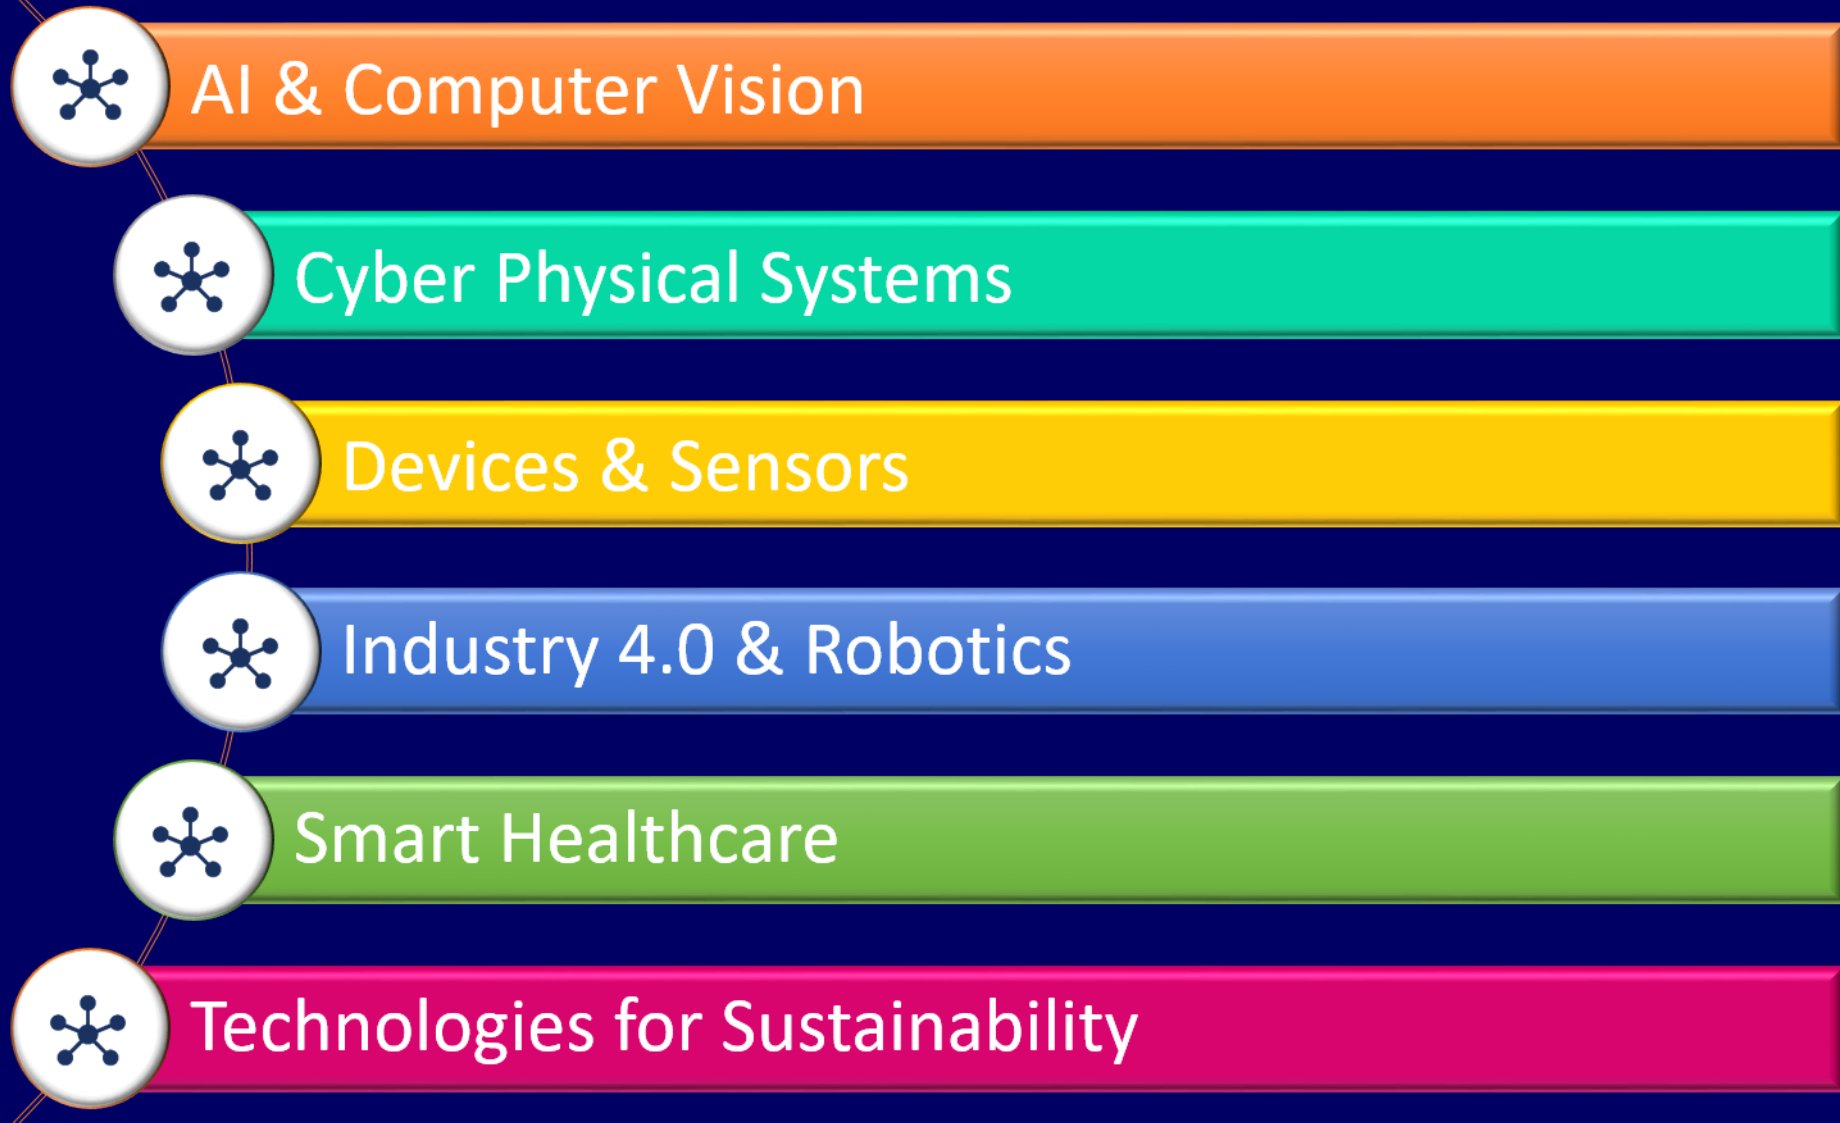 AI & Computer Vision
Cyber Physical Systems
Devices & Sensors
Industry 4.0 & Robotics
Smart Healthcare
Technologies for Sustainability